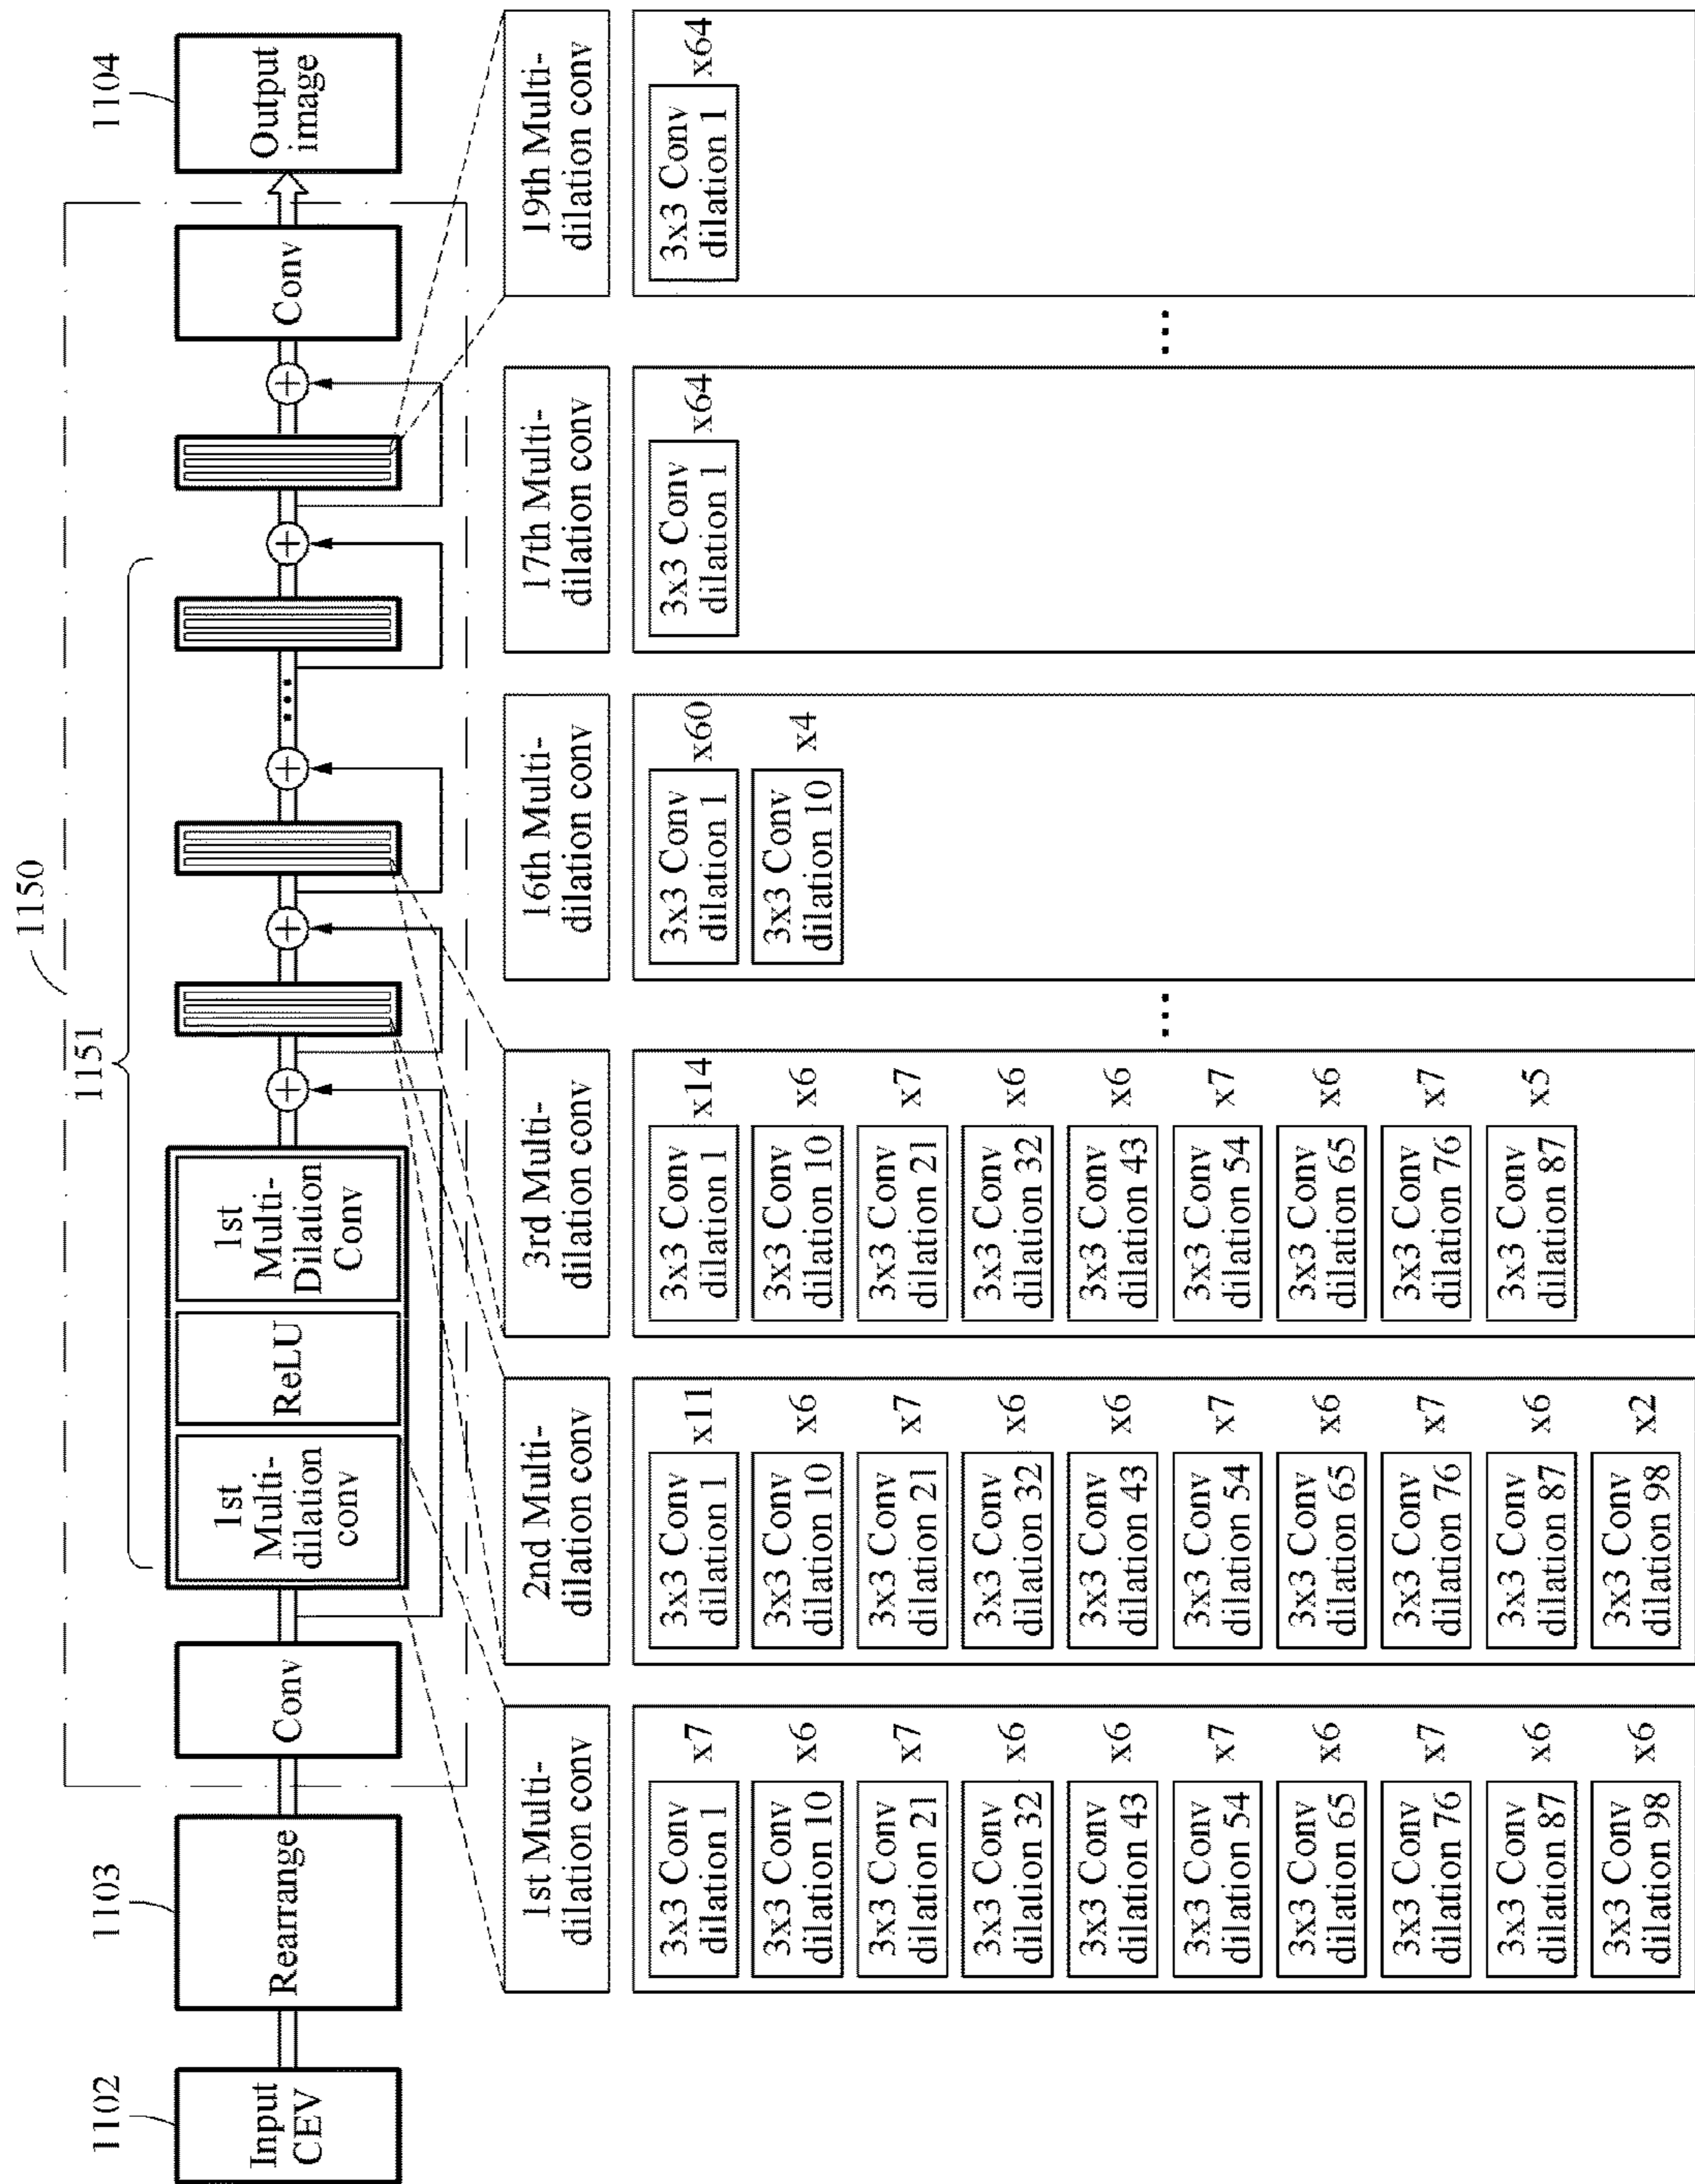 1150
1151
1102
1103
1104
Input
CEV
Rearrange
Conv
1st
Multi-
dilation
conv
ReLU
1st
Multi-
Dilation
Conv
+
+
+
...
+
+
Conv
Output
image
1st Multi-
dilation conv
3x3 Conv
dilation 1
x7
3x3 Conv
dilation 10
x6
3x3 Conv
dilation 21
x7
3x3 Conv
dilation 32
x6
3x3 Conv
dilation 43
x6
3x3 Conv
dilation 54
x7
3x3 Conv
dilation 65
x6
3x3 Conv
dilation 76
x7
3x3 Conv
dilation 87
x6
3x3 Conv
dilation 98
x6
2nd Multi-
dilation conv
3x3 Conv
dilation 1
x11
3x3 Conv
dilation 10
x6
3x3 Conv
dilation 21
x7
3x3 Conv
dilation 32
x6
3x3 Conv
dilation 43
x6
3x3 Conv
dilation 54
x7
3x3 Conv
dilation 65
x6
3x3 Conv
dilation 76
x7
3x3 Conv
dilation 87
x6
3x3 Conv
dilation 98
x2
3rd Multi-
dilation conv
3x3 Conv
dilation 1
x14
3x3 Conv
dilation 10
x6
3x3 Conv
dilation 21
x7
3x3 Conv
dilation 32
x6
3x3 Conv
dilation 43
x6
3x3 Conv
dilation 54
x7
3x3 Conv
dilation 65
x6
3x3 Conv
dilation 76
x7
3x3 Conv
dilation 87
x5
...
16th Multi-
dilation conv
3x3 Conv
dilation 1
x60
3x3 Conv
dilation 10
x4
17th Multi-
dilation conv
3x3 Conv
dilation 1
x64
...
19th Multi-
dilation conv
3x3 Conv
dilation 1
x64